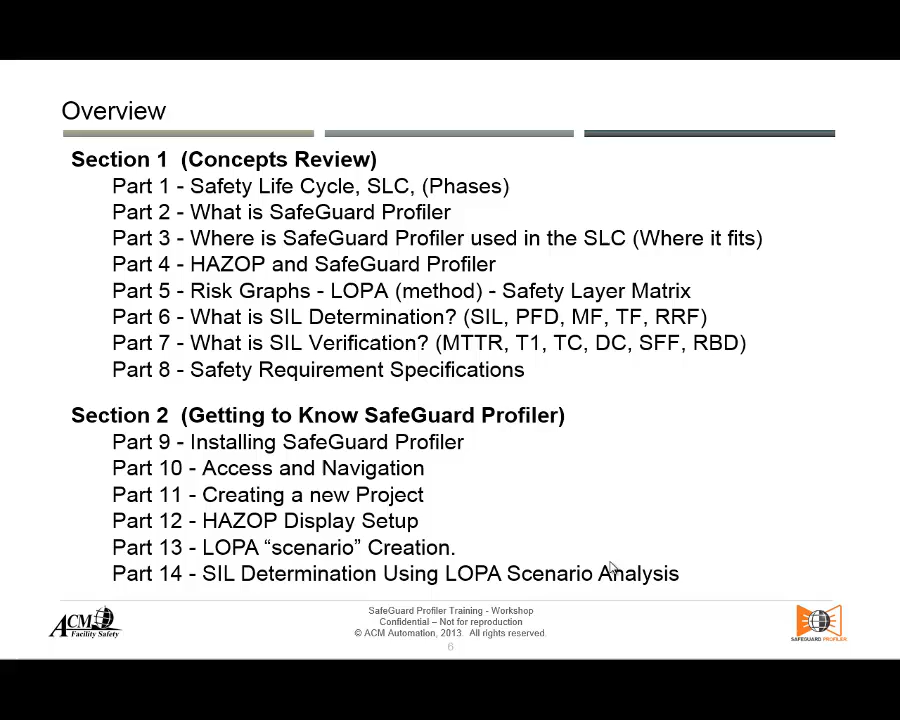 Overview
Section 1 (Concepts Review)
Part 1 - Safety Life Cycle, SLC, (Phases)
Part 2 - What is SafeGuard Profiler
Part 3 - Where is SafeGuard Profiler used in the SLC (Where it fits)
Part 4 - HAZOP and SafeGuard Profiler
Part 5 - Risk Graphs - LOPA (method) - Safety Layer Matrix
Part 6 - What is SIL Determination? (SIL, PFD, MF, TF, RRF)
Part 7 - What is SIL Verification? (MTTR, T1, TC, DC, SFF, RBD)
Part 8 - Safety Requirement Specifications
Section 2 (Getting to Know SafeGuard Profiler)
Part 9 - Installing SafeGuard Profiler
Part 10 - Access and Navigation
Part 11 - Creating a new Project
Part 12 - HAZOP Display Setup
Part 13 - LOPA “scenario” Creation.
Part 14 - SIL Determination Using LOPA Scenario Analysis
ACM
Facility Safety
SafeGuard Profiler Training - Workshop
Confidential – Not for reproduction
© ACM Automation, 2013. All rights reserved.
6
SAFEGUARD PROFILER